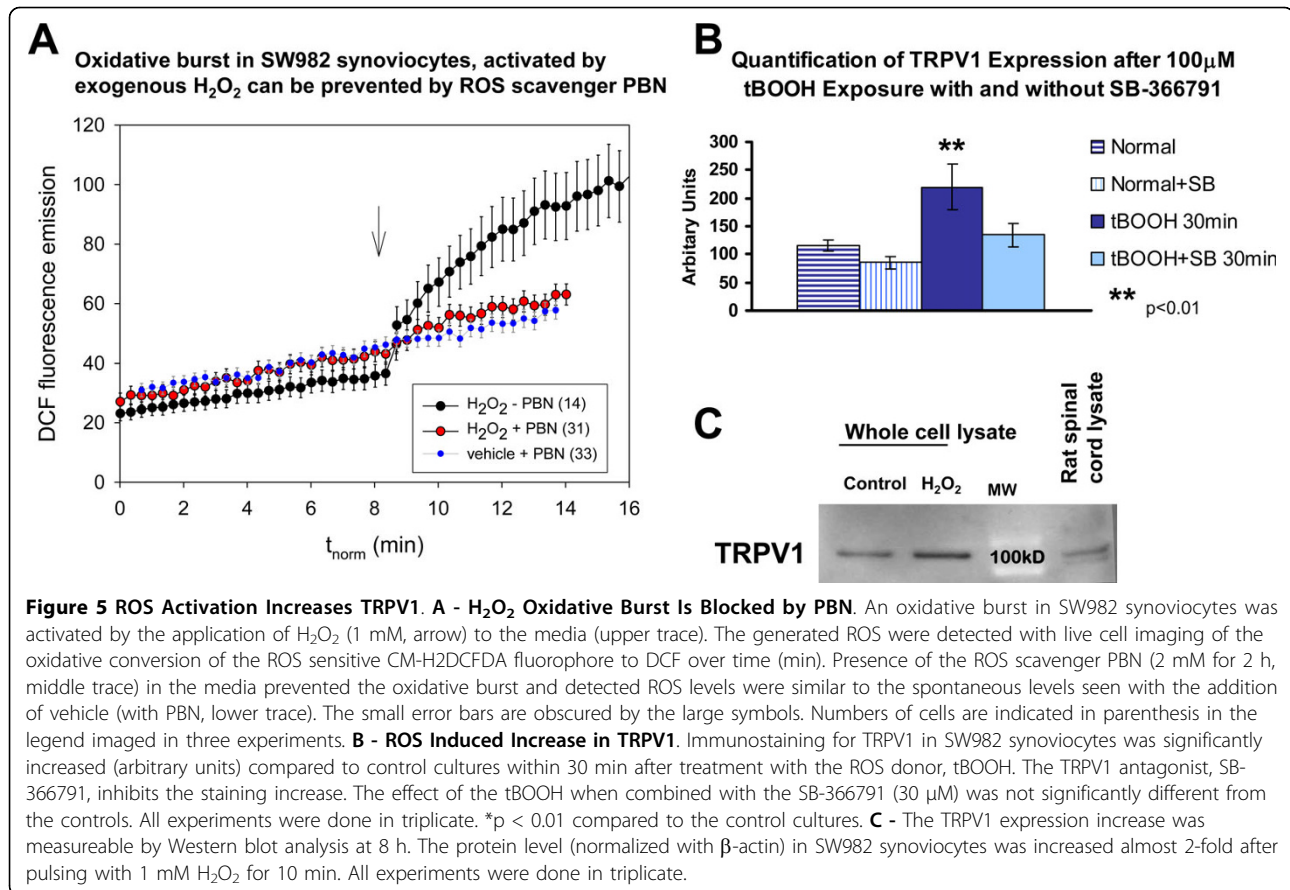 A
Oxidative burst in SW982 synoviocytes, activated by
exogenous H₂O₂ can be prevented by ROS scavenger PBN
120
100
80
60
40
20
0
DCF fluorescence emission
0 2 4 6 8 10 12 14 16
t_norm (min)
H₂O₂ - PBN (14)
H₂O₂ + PBN (31)
vehicle + PBN (33)
B
Quantification of TRPV1 Expression after 100µM
tBOOH Exposure with and without SB-366791
300
250
200
150
100
50
0
Arbitary Units
**
Normal
Normal+SB
tBOOH 30min
tBOOH+SB 30min
** p<0.01
C
Whole cell lysate
Control H₂O₂ MW
Rat spinal
cord lysate
TRPV1
100kD
Figure 5 ROS Activation Increases TRPV1. A - H₂O₂ Oxidative Burst Is Blocked by PBN. An oxidative burst in SW982 synoviocytes was
activated by the application of H₂O₂ (1 mM, arrow) to the media (upper trace). The generated ROS were detected with live cell imaging of the
oxidative conversion of the ROS sensitive CM-H2DCFDA fluorophore to DCF over time (min). Presence of the ROS scavenger PBN (2 mM for 2 h,
middle trace) in the media prevented the oxidative burst and detected ROS levels were similar to the spontaneous levels seen with the addition
of vehicle (with PBN, lower trace). The small error bars are obscured by the large symbols. Numbers of cells are indicated in parenthesis in the
legend imaged in three experiments. B - ROS Induced Increase in TRPV1. Immunostaining for TRPV1 in SW982 synoviocytes was significantly
increased (arbitrary units) compared to control cultures within 30 min after treatment with the ROS donor, tBOOH. The TRPV1 antagonist, SB-
366791, inhibits the staining increase. The effect of the tBOOH when combined with the SB-366791 (30 µM) was not significantly different from
the controls. All experiments were done in triplicate. *p < 0.01 compared to the control cultures. C - The TRPV1 expression increase was
measureable by Western blot analysis at 8 h. The protein level (normalized with β-actin) in SW982 synoviocytes was increased almost 2-fold after
pulsing with 1 mM H₂O₂ for 10 min. All experiments were done in triplicate.